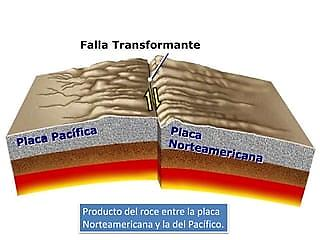 Falla Transformante
Placa Pacífica
Placa
Norteamericana
Producto del roce entre la placa
Norteamericana y la del Pacífico.